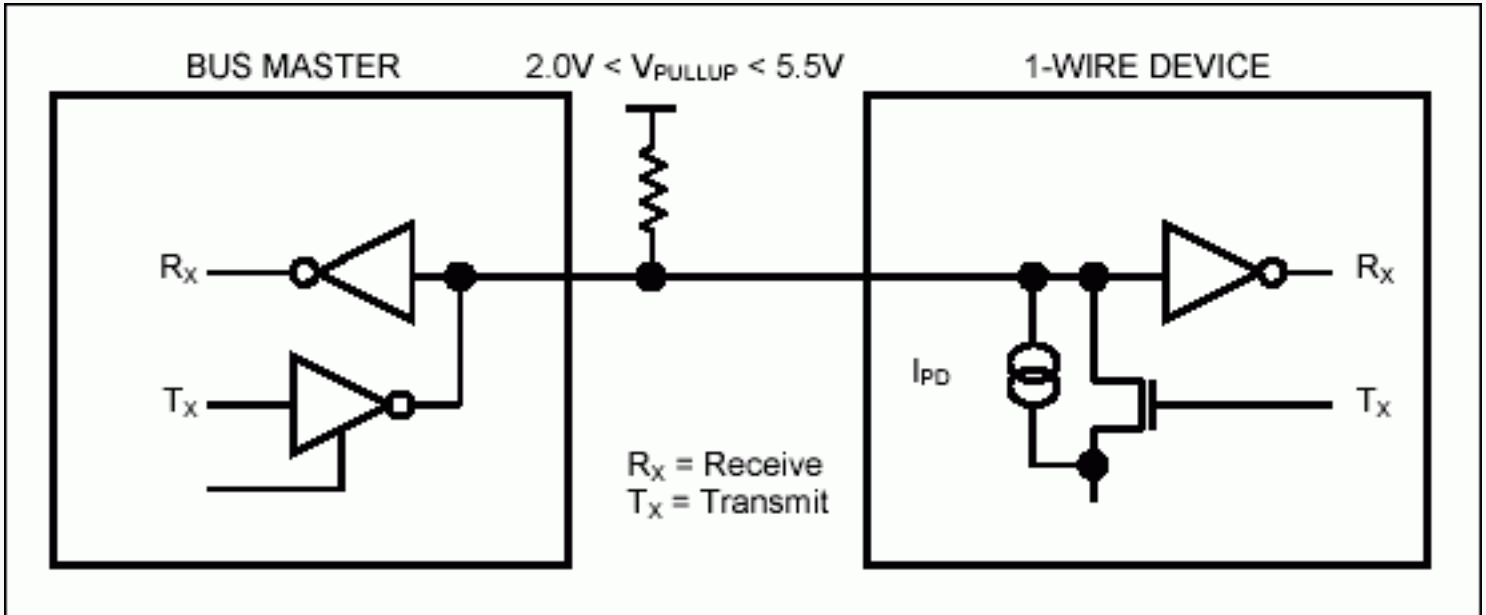 BUS MASTER
2.0V < VPULLUP < 5.5V
1-WIRE DEVICE
RX
TX
IPD
RX
TX
RX = Receive
TX = Transmit